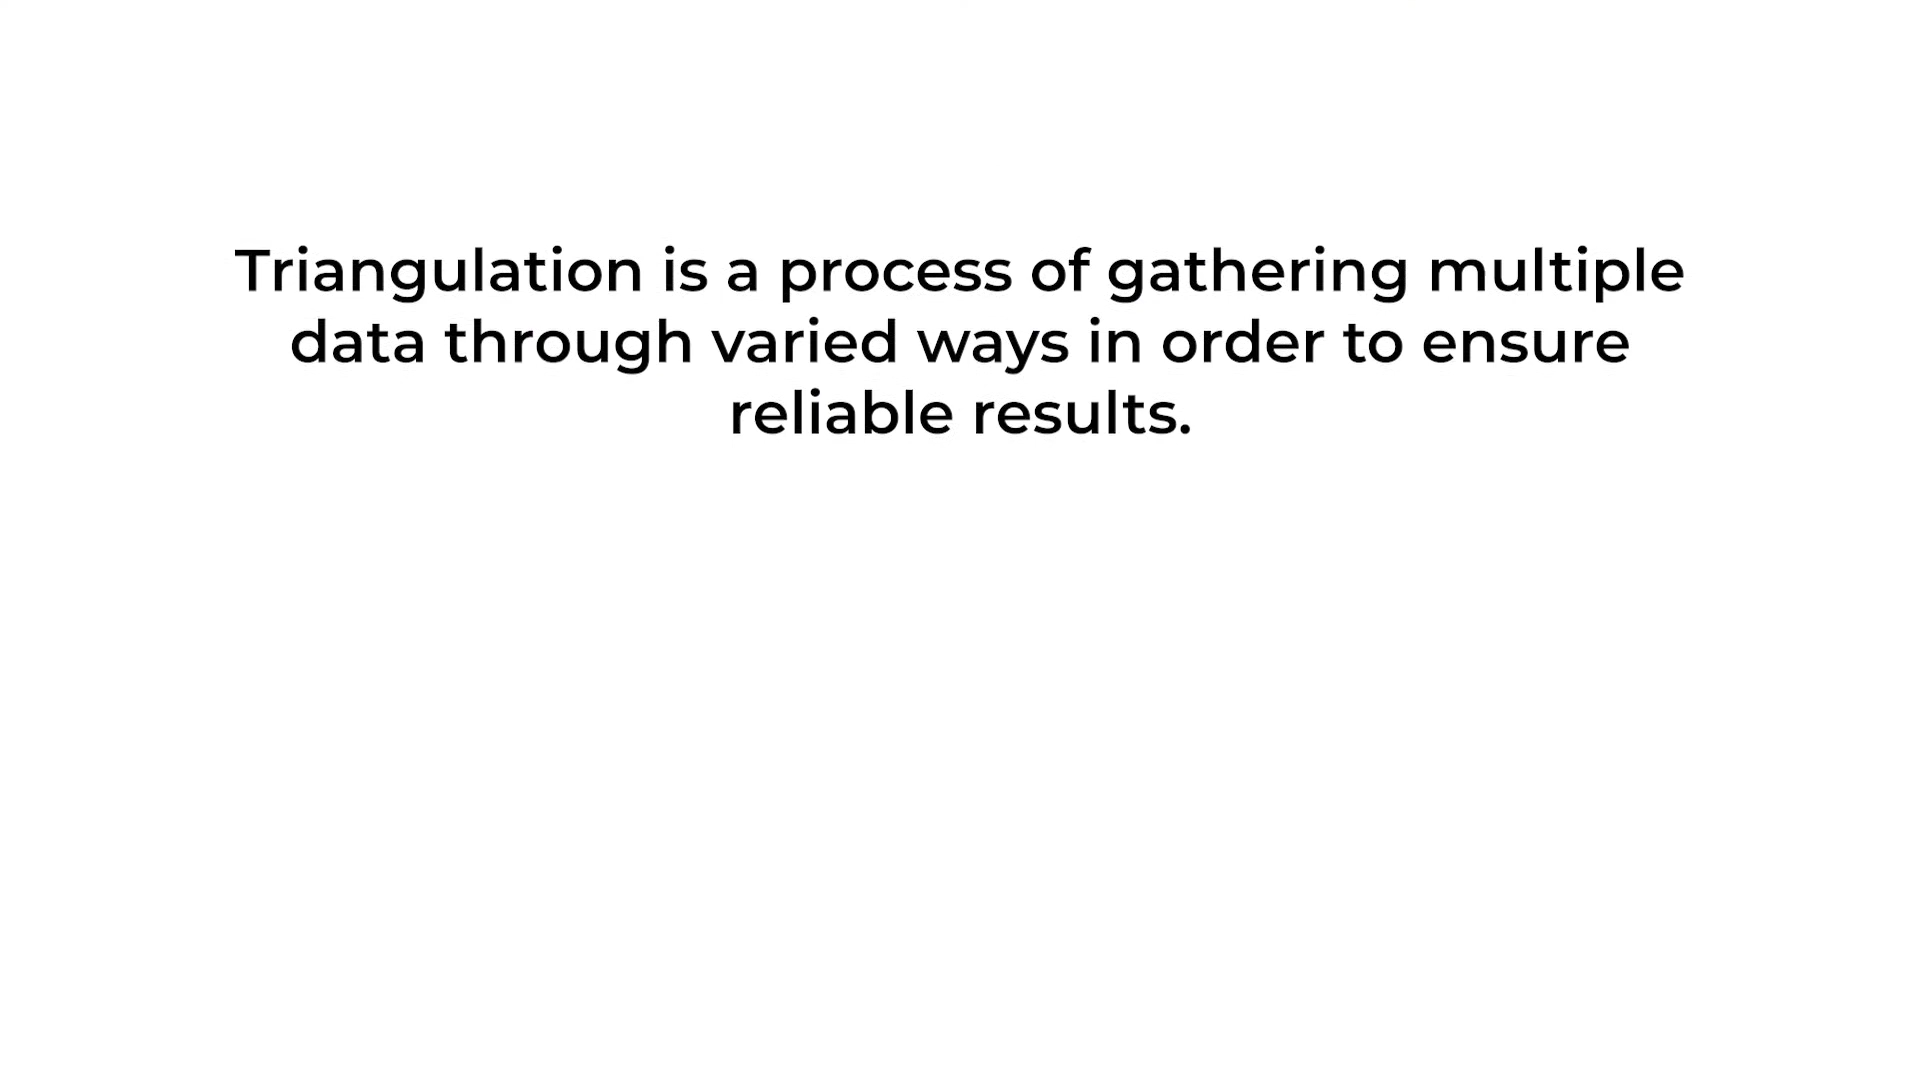 Triangulation is a process of gathering multiple
data through varied ways in order to ensure
reliable results.